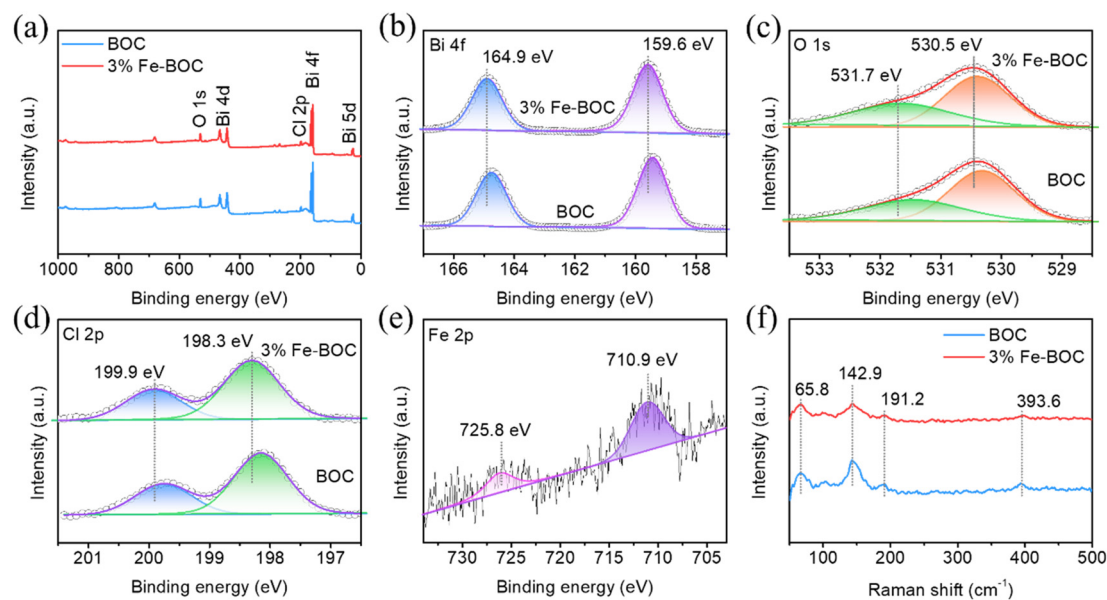 (a)
BOC
3% Fe-BOC
O 1s
Bi 4d
Cl 2p
Bi 4f
Bi 5d
Intensity (a.u.)
1000 800 600 400 200 0
Binding energy (eV)
(b)
Bi 4f
164.9 eV
159.6 eV
3% Fe-BOC
BOC
Intensity (a.u.)
166 164 162 160 158
Binding energy (eV)
(c)
O 1s
530.5 eV
531.7 eV
3% Fe-BOC
BOC
Intensity (a.u.)
533 532 531 530 529
Binding energy (eV)
(d)
Cl 2p
198.3 eV
3% Fe-BOC
199.9 eV
BOC
Intensity (a.u.)
201 200 199 198 197
Binding energy (eV)
(e)
Fe 2p
710.9 eV
725.8 eV
Intensity (a.u.)
730 725 720 715 710 705
Binding energy (eV)
(f)
BOC
3% Fe-BOC
65.8
142.9
191.2
393.6
Intensity (a.u.)
100 200 300 400 500
Raman shift (cm⁻¹)